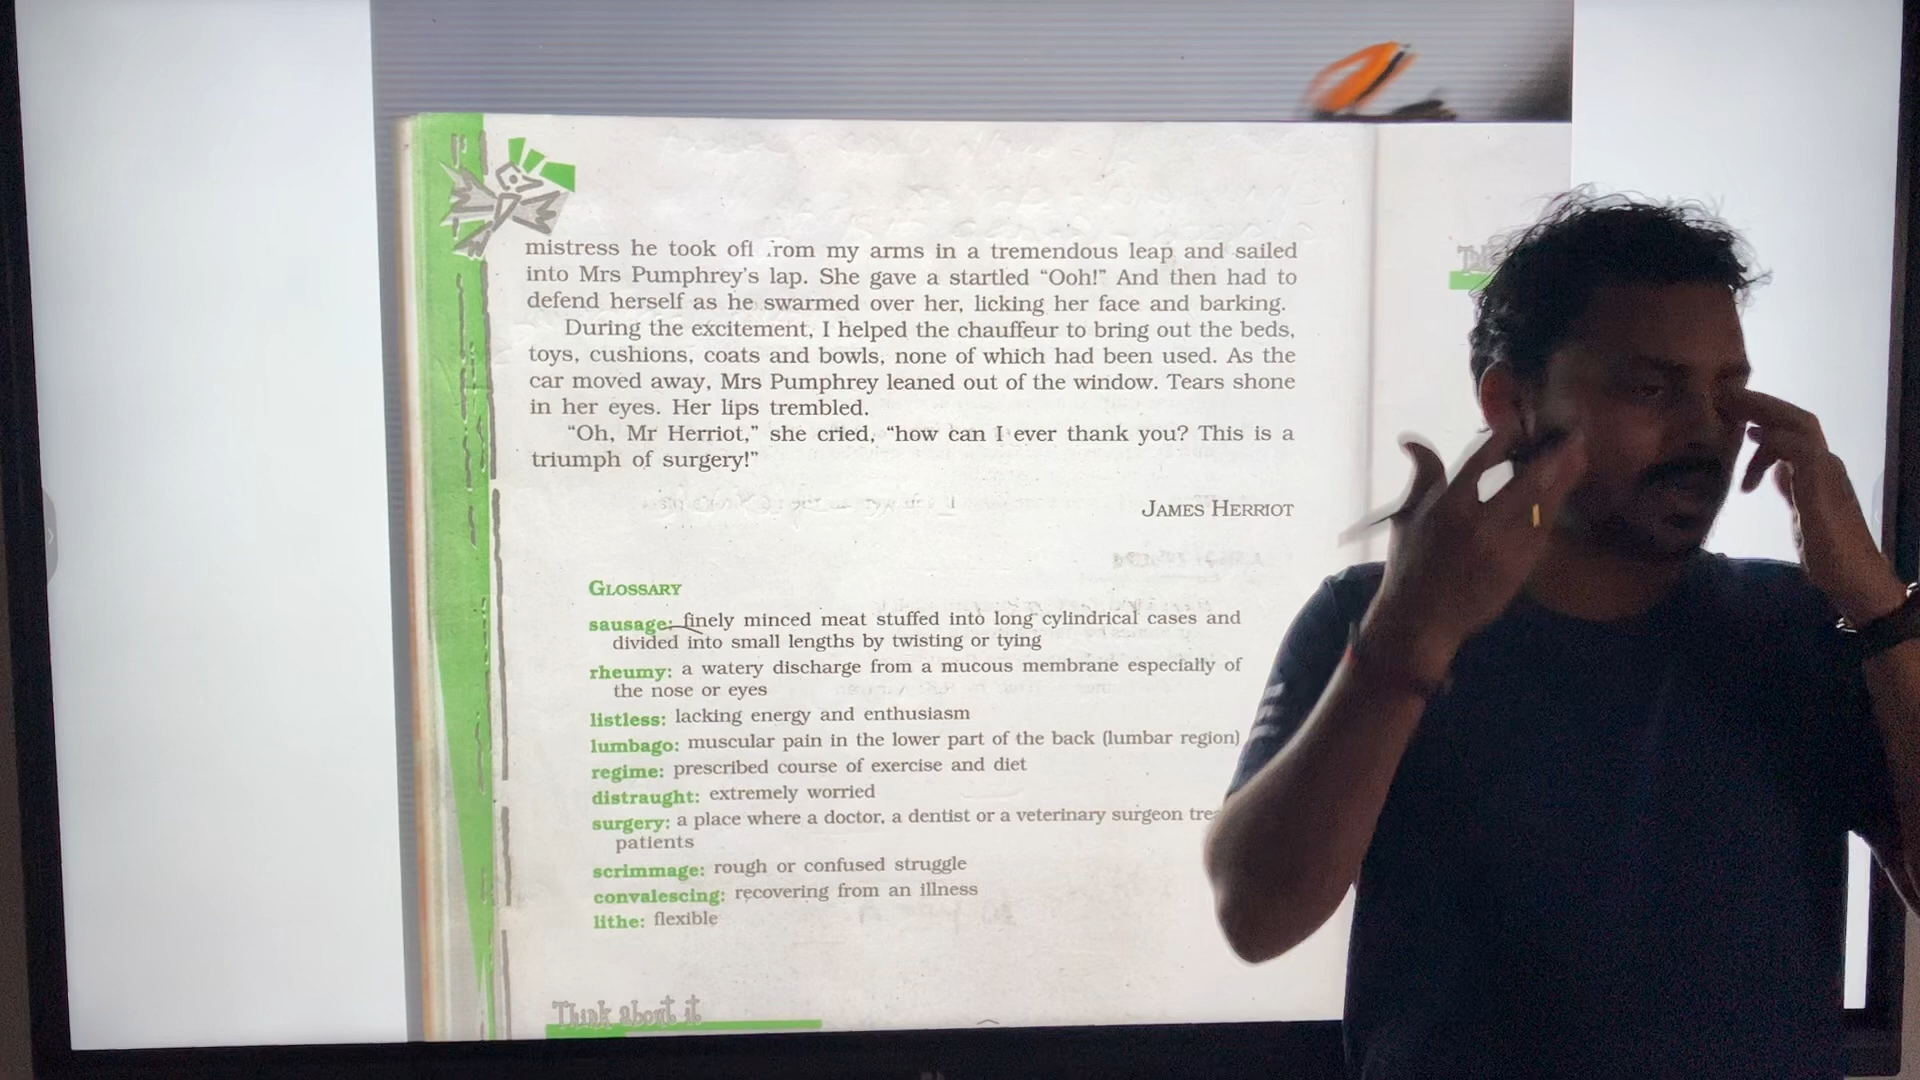 mistress he took off from my arms in a tremendous leap and sailed
into Mrs Pumphrey's lap. She gave a startled “Ooh!” And then had to
defend herself as he swarmed over her, licking her face and barking.
During the excitement, I helped the chauffeur to bring out the beds,
toys, cushions, coats and bowls, none of which had been used. As the
car moved away, Mrs Pumphrey leaned out of the window. Tears shone
in her eyes. Her lips trembled.
“Oh, Mr Herriot,” she cried, “how can I ever thank you? This is a
triumph of surgery!”
JAMES HERRIOT
GLOSSARY
sausage: finely minced meat stuffed into long cylindrical cases and
divided into small lengths by twisting or tying
rheumy: a watery discharge from a mucous membrane especially of
the nose or eyes
listless: lacking energy and enthusiasm
lumbago: muscular pain in the lower part of the back (lumbar region)
regime: prescribed course of exercise and diet
distraught: extremely worried
surgery: a place where a doctor, a dentist or a veterinary surgeon
patients
scrimmage: rough or confused struggle
convalescing: recovering from an illness
lithe: flexible
Think about it